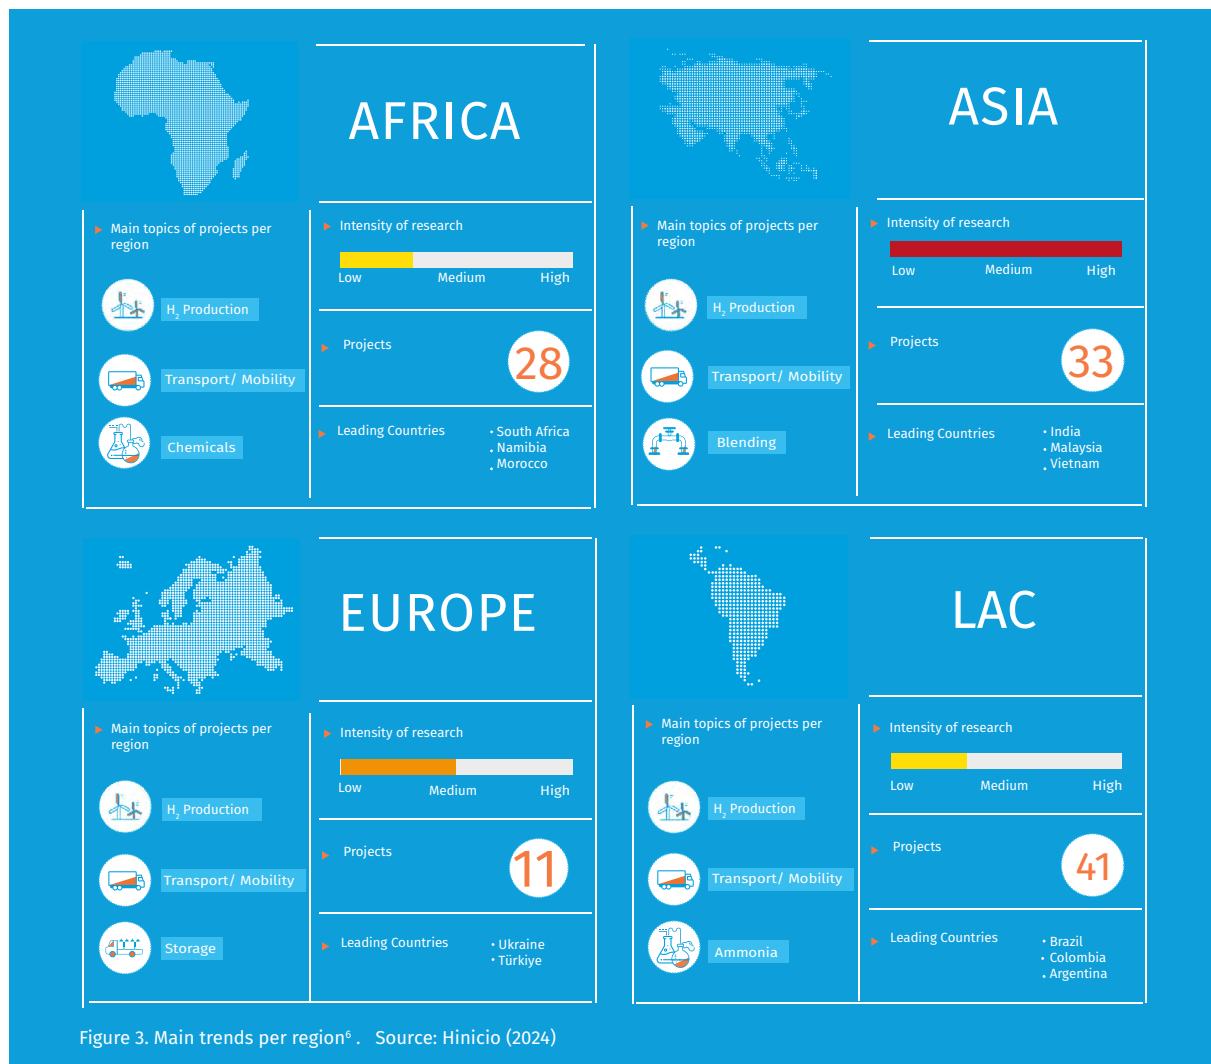 AFRICA
Main topics of projects per
region
H2 Production
Transport/ Mobility
Chemicals
Intensity of research
Low Medium High
Projects
28
Leading Countries
• South Africa
• Namibia
• Morocco
ASIA
Main topics of projects per
region
H2 Production
Transport/ Mobility
Blending
Intensity of research
Low Medium High
Projects
33
Leading Countries
• India
• Malaysia
• Vietnam
EUROPE
Main topics of projects per
region
H2 Production
Transport/ Mobility
Storage
Intensity of research
Low Medium High
Projects
11
Leading Countries
• Ukraine
• Türkiye
LAC
Main topics of projects per
region
H2 Production
Transport/ Mobility
Ammonia
Intensity of research
Low Medium High
Projects
41
Leading Countries
• Brazil
• Colombia
• Argentina
Figure 3. Main trends per region⁶ . Source: Hinicio (2024)